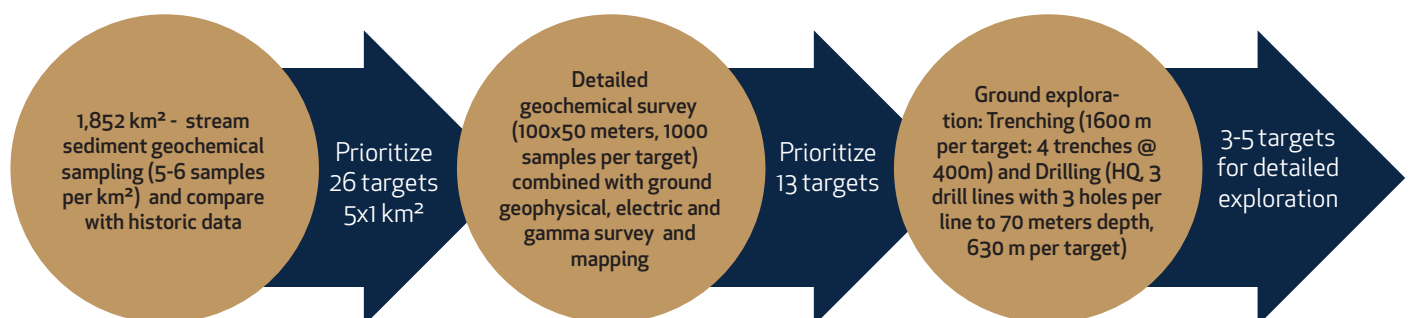 1,852 km² - stream
sediment geochemical
sampling (5-6 samples
per km²) and compare
with historic data
Prioritize
26 targets
5x1 km²
Detailed
geochemical survey
(100x50 meters, 1000
samples per target)
combined with ground
geophysical, electric and
gamma survey and
mapping
Prioritize
13 targets
Ground explora-
tion: Trenching (1600 m
per target: 4 trenches @
400m) and Drilling (HQ, 3
drill lines with 3 holes per
line to 70 meters depth,
630 m per target)
3-5 targets
for detailed
exploration